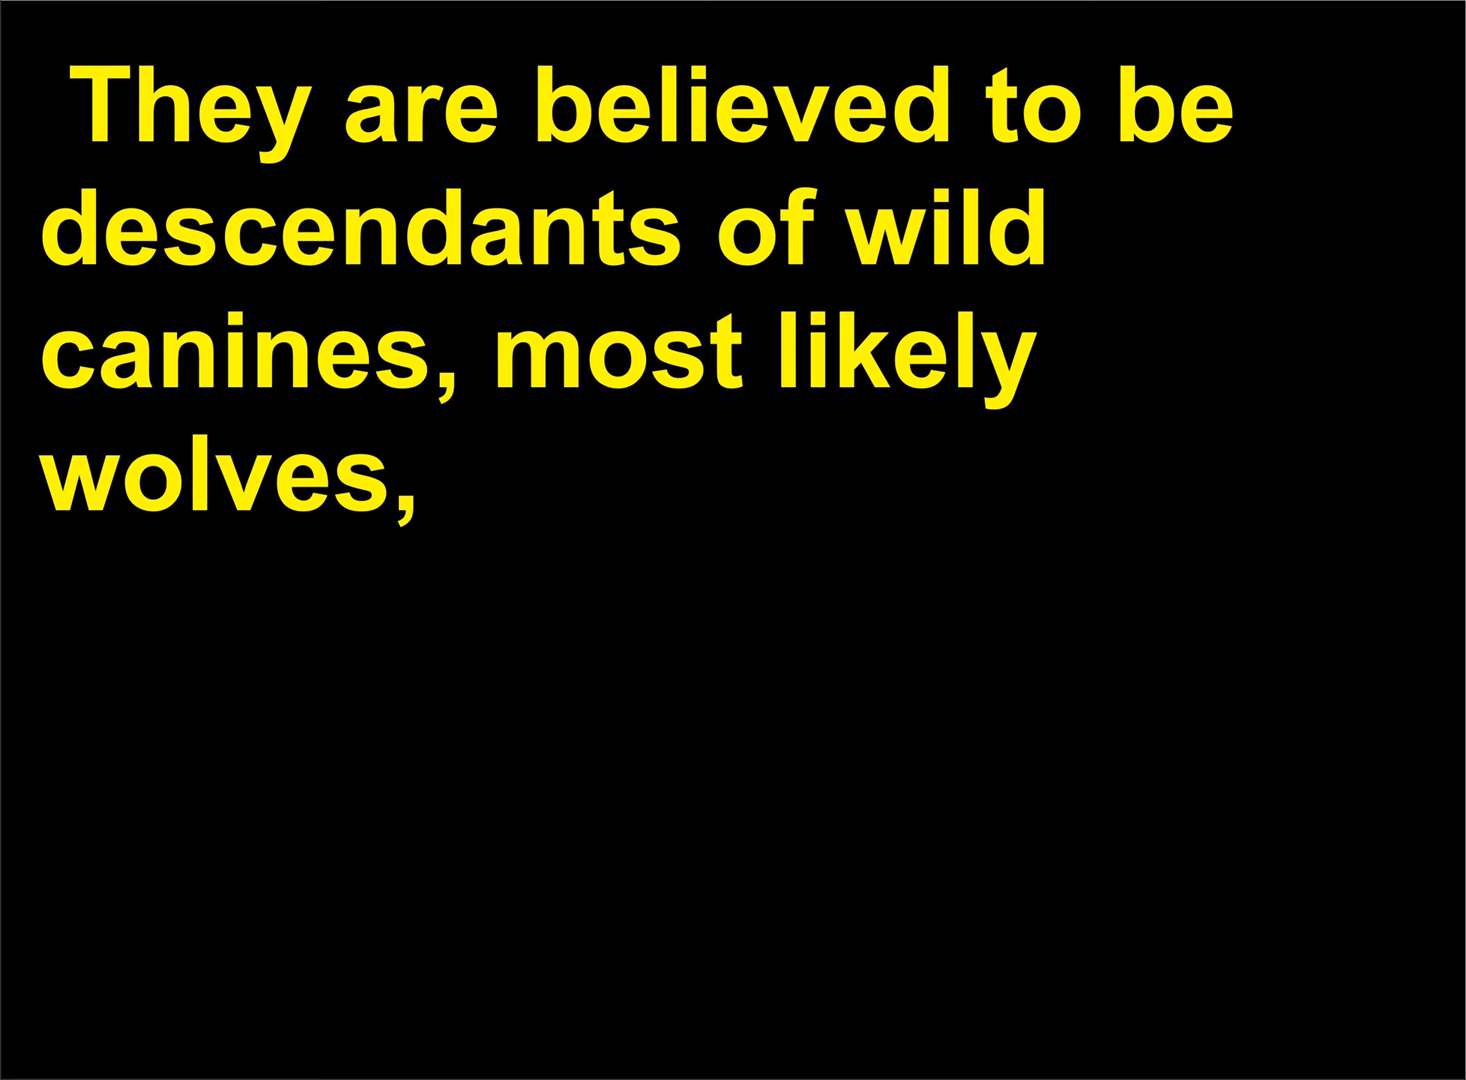 They are believed to be
descendants of wild
canines, most likely
wolves,